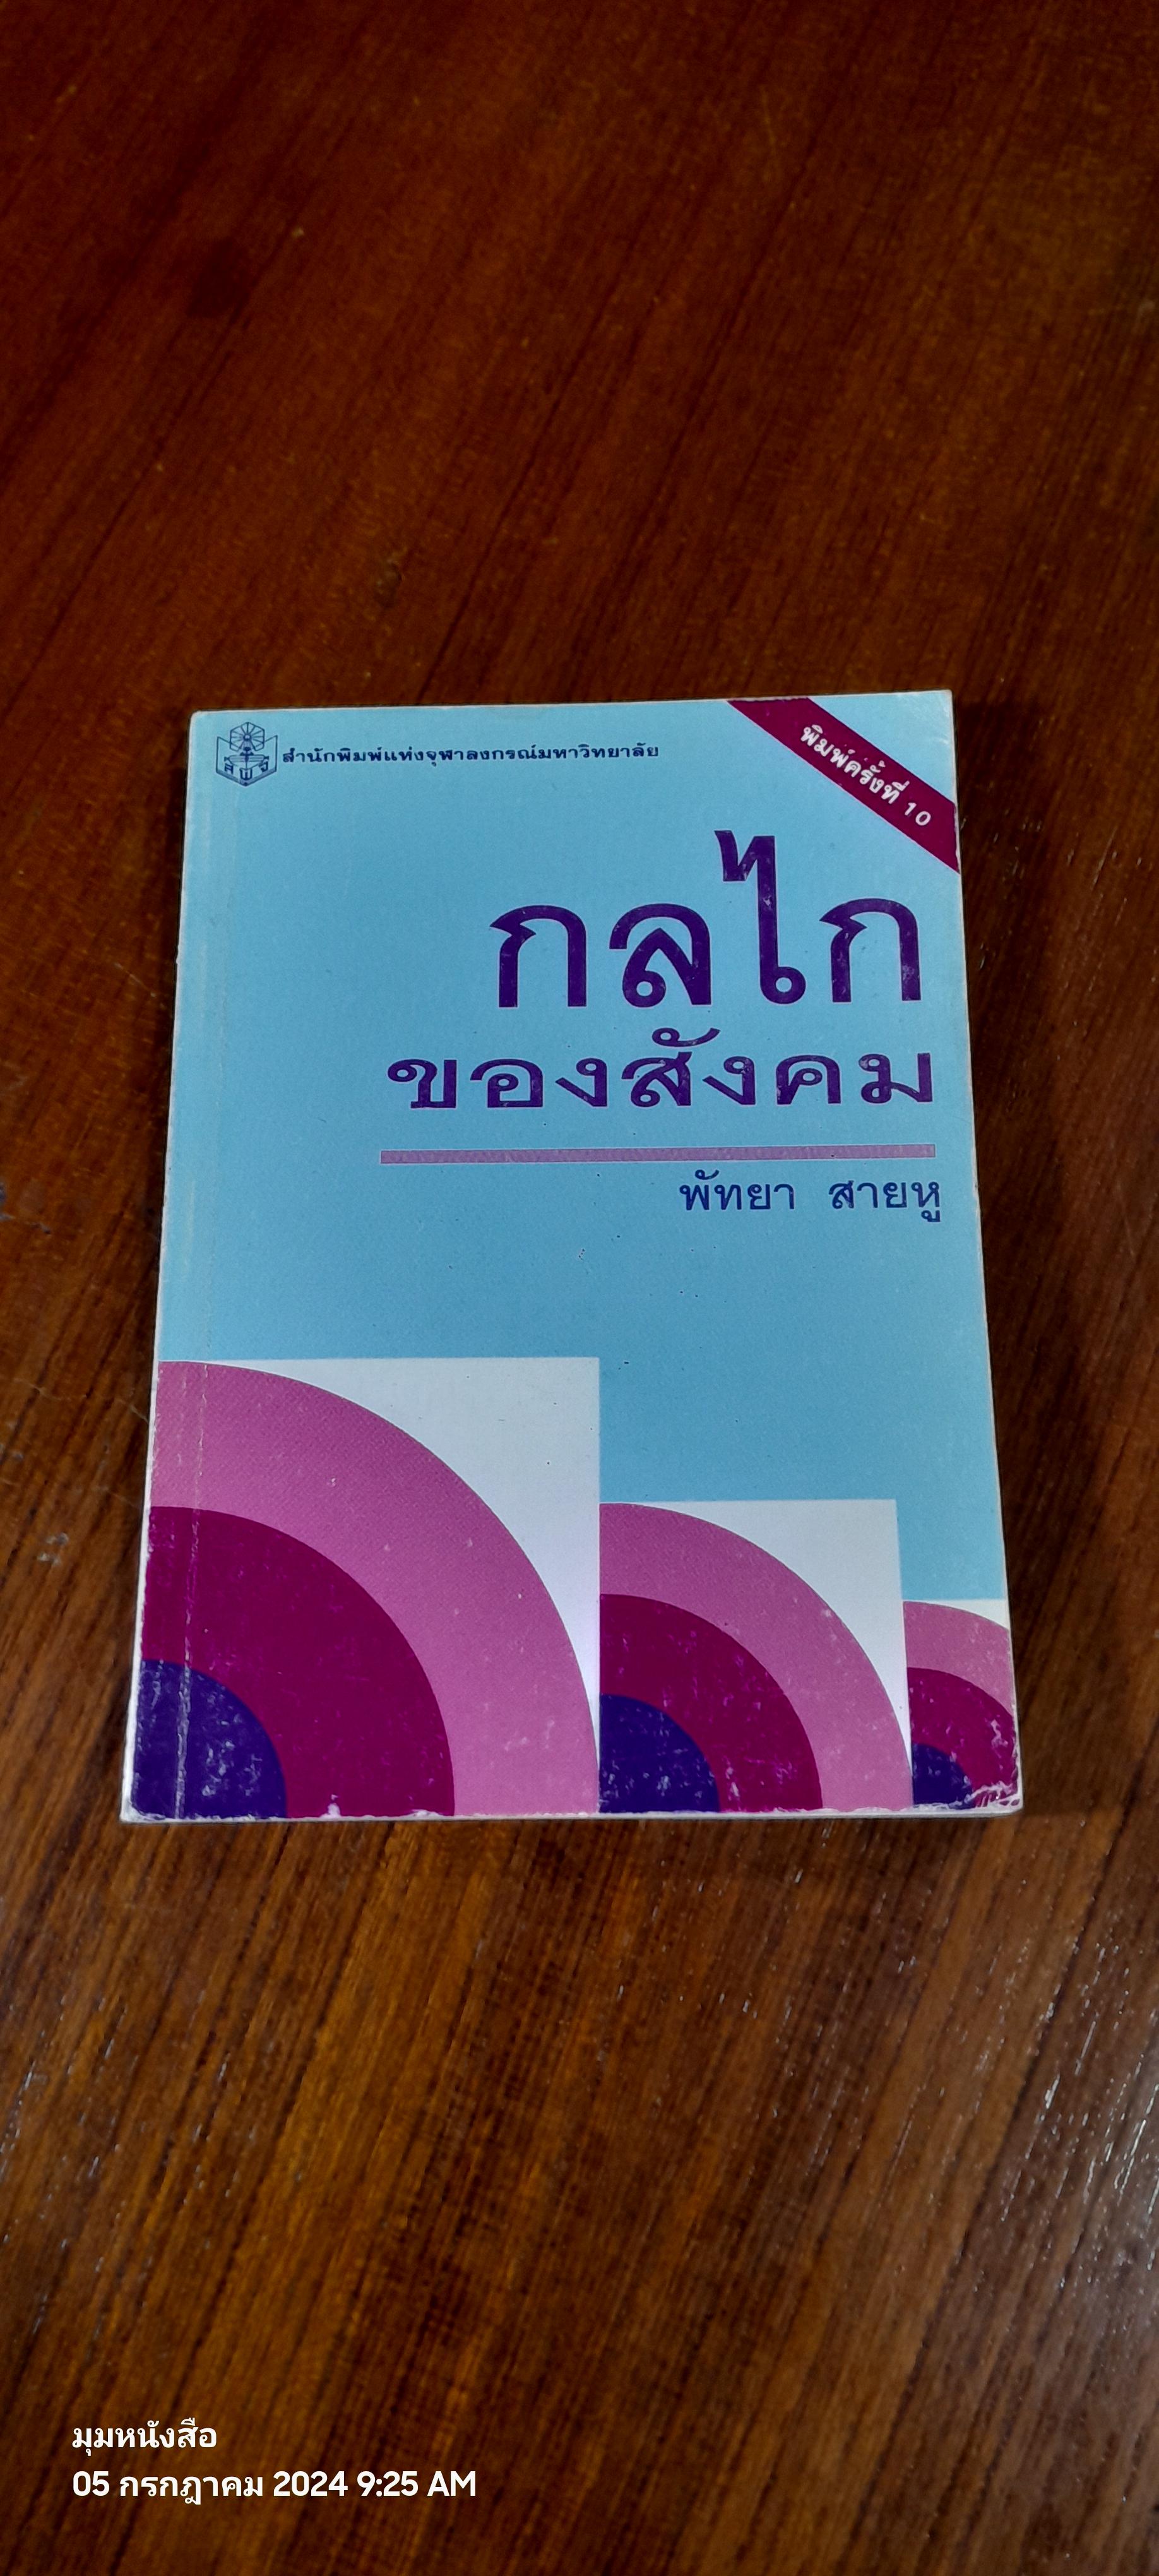 สพจ
สำนักพิมพ์แห่งจุฬาลงกรณ์มหาวิทยาลัย
พิมพ์ครั้งที่ 10
กลไก
ของสังคม
พัทยา สายหู
มุมหนังสือ
05 กรกฎาคม 2024 9:25 AM